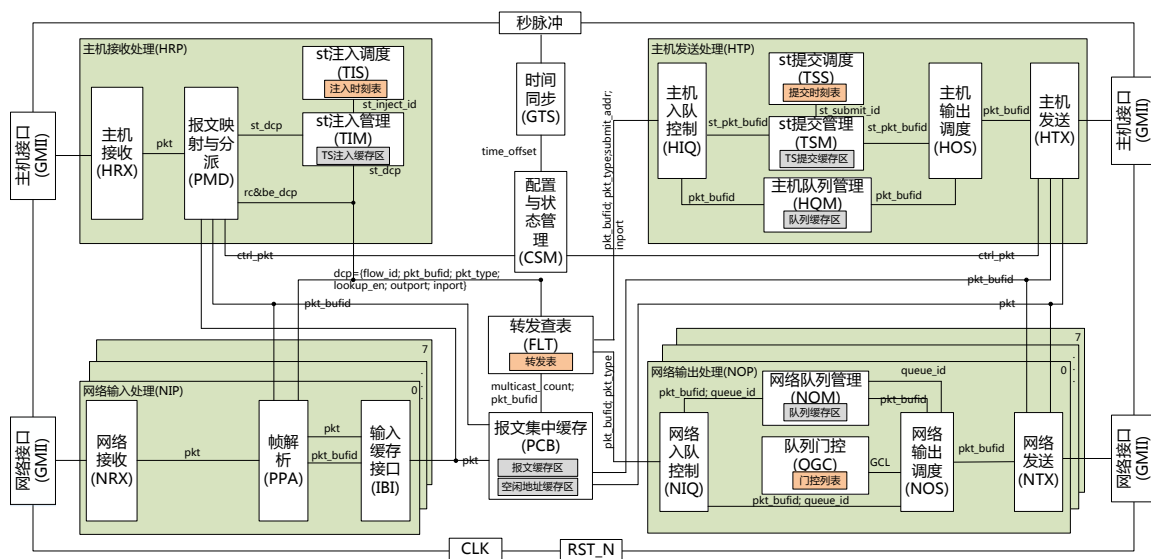 秒脉冲
主机接收处理(HRP)
主机接口
(GMII)
主机
接收
(HRX)
pkt
报文映
射与分
派
(PMD)
st_dcp
rc&be_dcp
st注入调度
(TIS)
注入时刻表
st_inject_id
st注入管理
(TIM)
TS注入缓存区
st_dcp
时间
同步
(GTS)
time_offset
配置
与状
态管
理
(CSM)
ctrl_pkt
ctrl_pkt
主机发送处理(HTP)
主机
入队
控制
(HIQ)
st_pkt_bufid
pkt_bufid
st提交调度
(TSS)
提交时刻表
st_submit_id
st提交管理
(TSM)
TS提交缓存区
主机队列管理
(HQM)
队列缓存区
st_pkt_bufid
pkt_bufid
主机
输出
调度
(HOS)
pkt_bufid
主机
发送
(HTX)
主机接口
(GMII)
pkt_bufid; pkt_type;submit_addr;
inport
dcp={flow_id; pkt_bufid; pkt_type;
lookup_en; outport; inport}
pkt_bufid
pkt_bufid
pkt
转发查表
(FLT)
转发表
multicast_count;
pkt_bufid
pkt_bufid; pkt_type
报文集中缓存
(PCB)
报文缓存区
空闲地址缓存区
7
0
网络输入处理(NIP)
网络接口
(GMII)
网络
接收
(NRX)
pkt
帧解
析
(PPA)
pkt
pkt_bufid
输入
缓存
接口
(IBI)
pkt
7
0
网络输出处理(NOP)
网络
入队
控制
(NIQ)
pkt_bufid; queue_id
网络队列管理
(NQM)
队列缓存区
queue_id
pkt_bufid
队列门控
(QGC)
门控列表
GCL
pkt_bufid; queue_id
网络
输出
调度
(NOS)
pkt_bufid
网络
发送
(NTX)
网络接口
(GMII)
CLK
RST_N